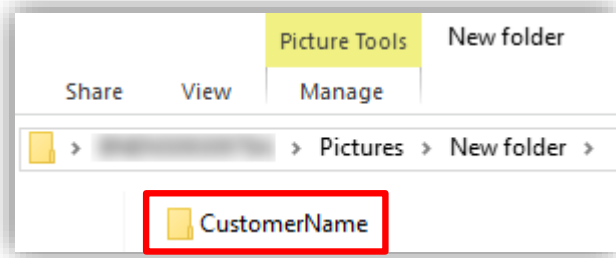 Picture Tools New folder
Share View Manage
Pictures New folder
CustomerName